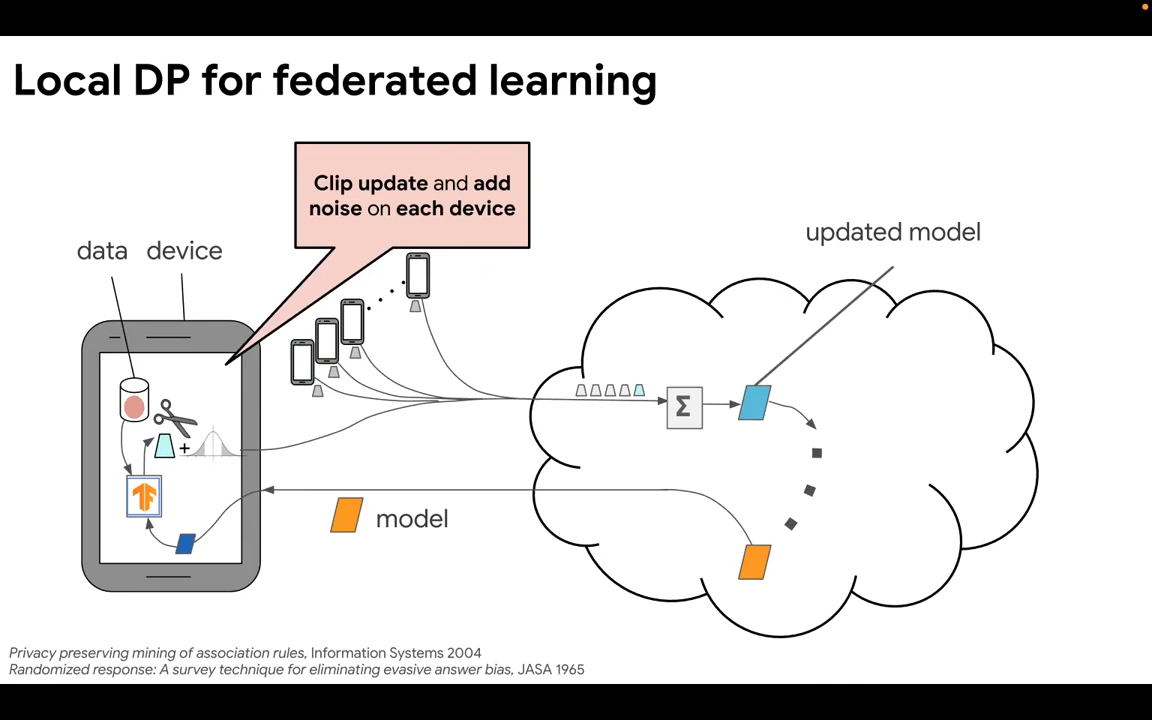 Local DP for federated learning
Clip update and add
noise on each device
data device
updated model
Σ
model
Privacy preserving mining of association rules, Information Systems 2004
Randomized response: A survey technique for eliminating evasive answer bias, JASA 1965